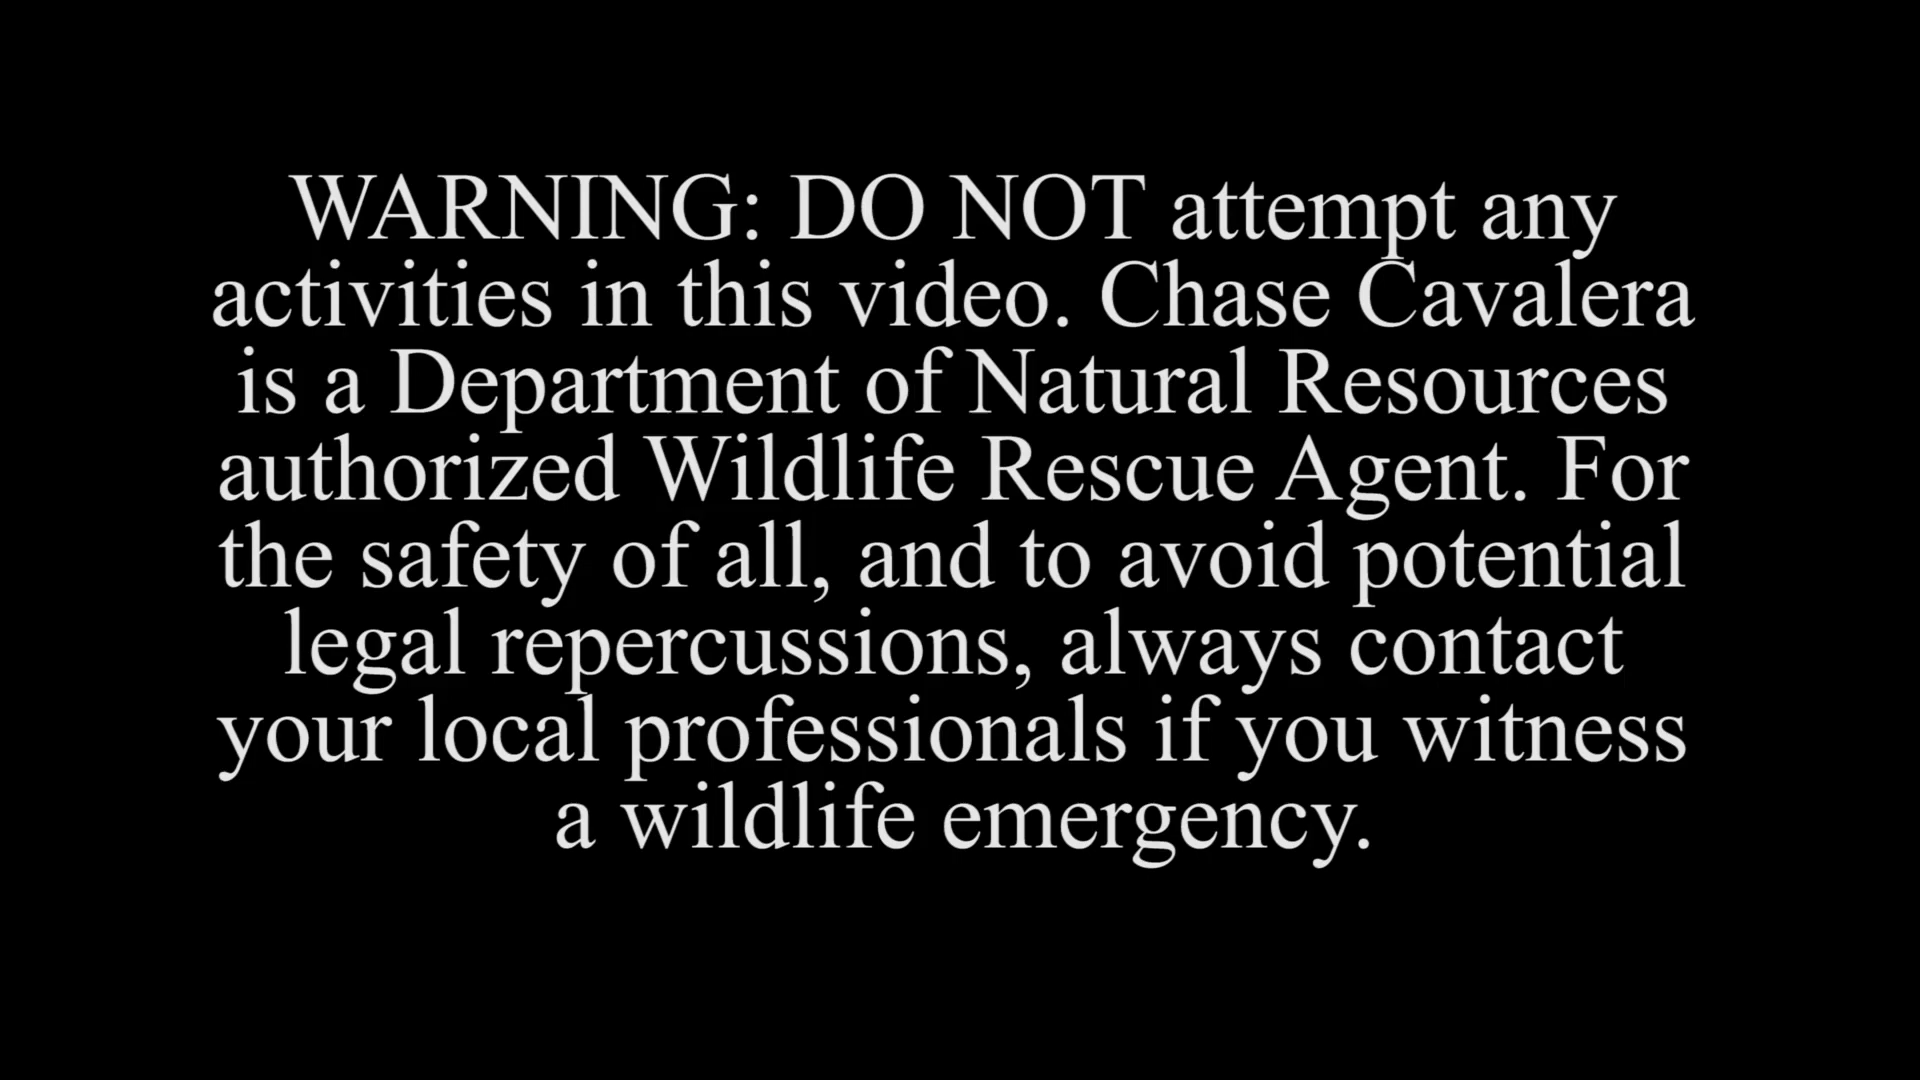 WARNING: DO NOT attempt any
activities in this video. Chase Cavalera
is a Department of Natural Resources
authorized Wildlife Rescue Agent. For
the safety of all, and to avoid potential
legal repercussions, always contact
your local professionals if you witness
a wildlife emergency.